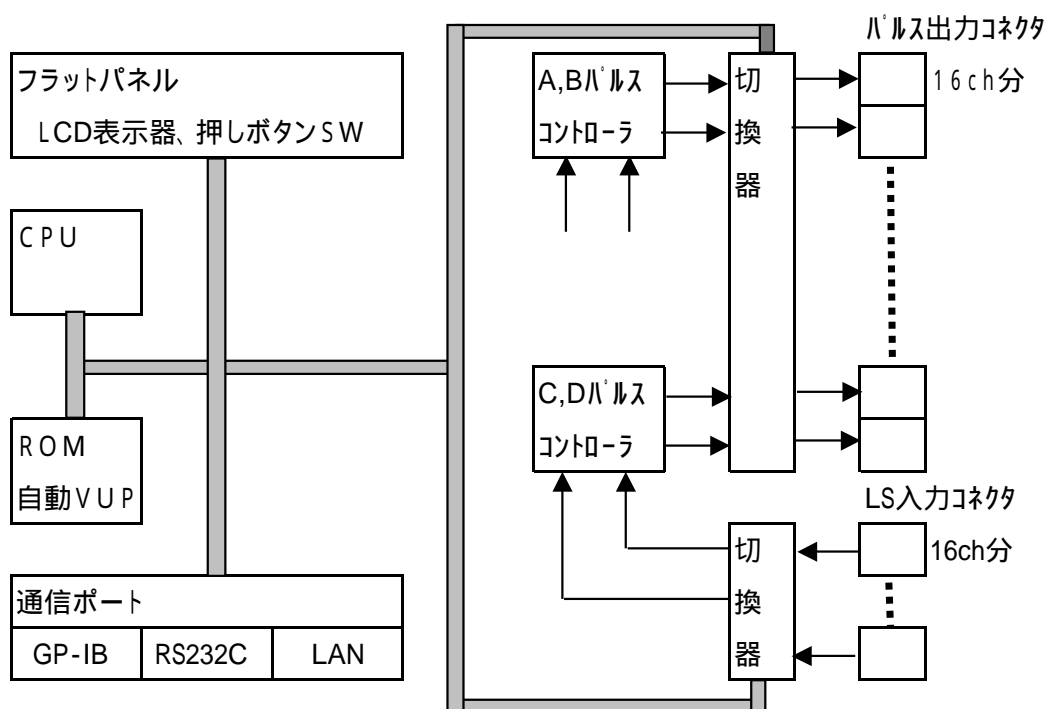 フラットパネル
LCD表示器、押しボタンSW
CPU
ROM
自動VUP
通信ポート
GP-IB
RS232C
LAN
A,Bﾊﾟﾙｽ
ｺﾝﾄﾛｰﾗ
C,Dﾊﾟﾙｽ
ｺﾝﾄﾛｰﾗ
切
換
器
ﾊﾟﾙｽ出力ｺﾈｸﾀ
16ch分
LS入力ｺﾈｸﾀ
16ch分
切
換
器